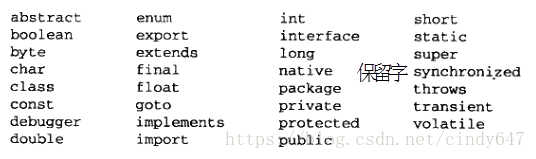 abstract enum int short
boolean export interface static
byte extends long super
char final native 保留字 synchronized
class float package throws
const goto private transient
debugger implements protected volatile
double import public
https://blog.csdn.net/cindy647